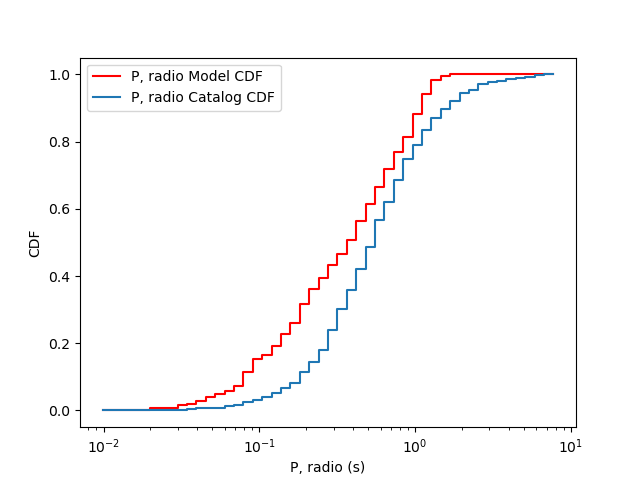 P, radio Model CDF
P, radio Catalog CDF
1.0
0.8
0.6
0.4
0.2
0.0
CDF
10⁻² 10⁻¹ 10⁰ 10¹
P, radio (s)